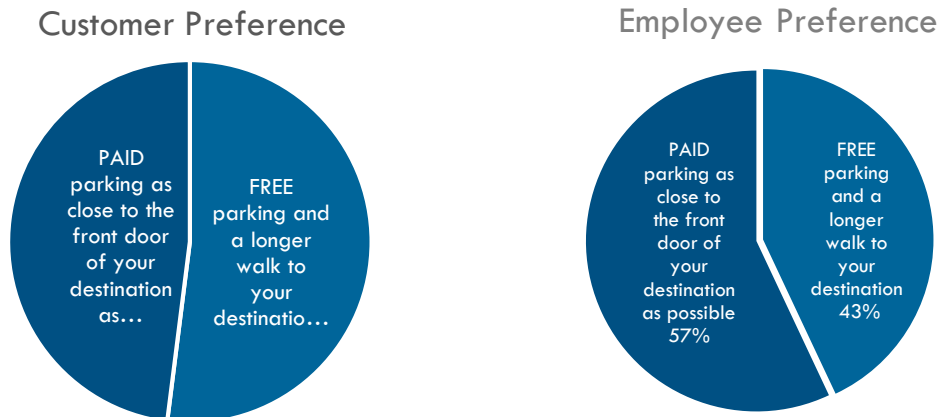 Customer Preference
PAID
parking as
close to the
front door
of your
destination
as…
FREE
parking and
a longer
walk to
your
destinatio…
Employee Preference
PAID
parking as
close to
the front
door of
your
destination
as possible
57%
FREE
parking
and a
longer
walk to
your
destination
43%